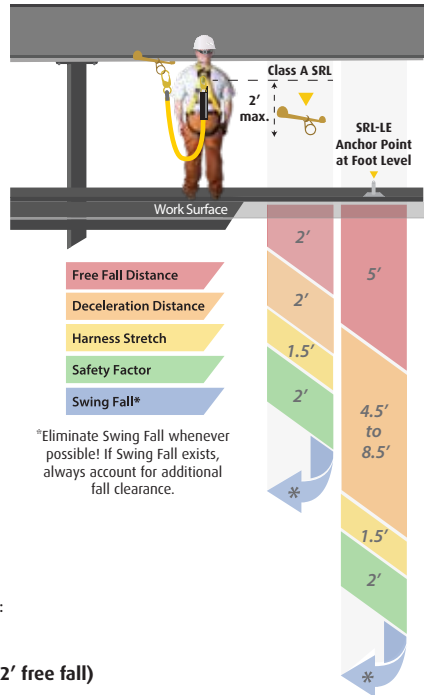 Class A SRL
2’
max.
SRL-LE
Anchor Point
at Foot Level
Work Surface
Free Fall Distance
Deceleration Distance
Harness Stretch
Safety Factor
Swing Fall*
*Eliminate Swing Fall whenever
possible! If Swing Fall exists,
always account for additional
fall clearance.
2’
2’
1.5’
2’
*
5’
4.5’
to
8.5’
1.5’
2’
*
:
2’ free fall)